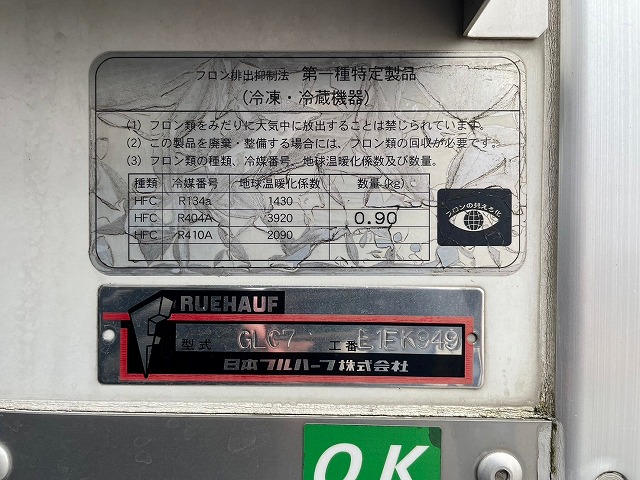 フロン排出抑制法 第一種特定製品
(冷凍・冷蔵機器)
(1) フロン類をみだりに大気中に放出することは禁じられています。
(2) この製品を廃棄・整備する場合には、フロン類の回収が必要です。
(3) フロン類の種類、冷媒番号、地球温暖化係数及び数量。
種類 冷媒番号 地球温暖化係数 数量(kg)
HFC R134a 1430
HFC R404A 3920 0.90
HFC R410A 2090
フロンの見える化
RUEHAUF
型式 GLC7 工番 E1FK949
日本フルハーフ株式会社
OK